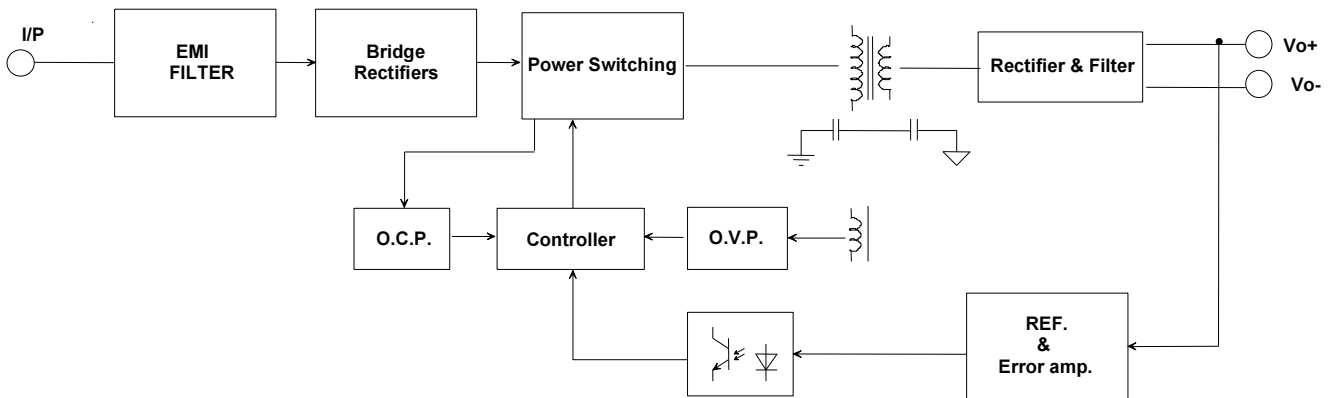 I/P
EMI
FILTER
Bridge
Rectifiers
Power Switching
Rectifier & Filter
Vo+
Vo-
O.C.P.
Controller
O.V.P.
REF.
&
Error amp.